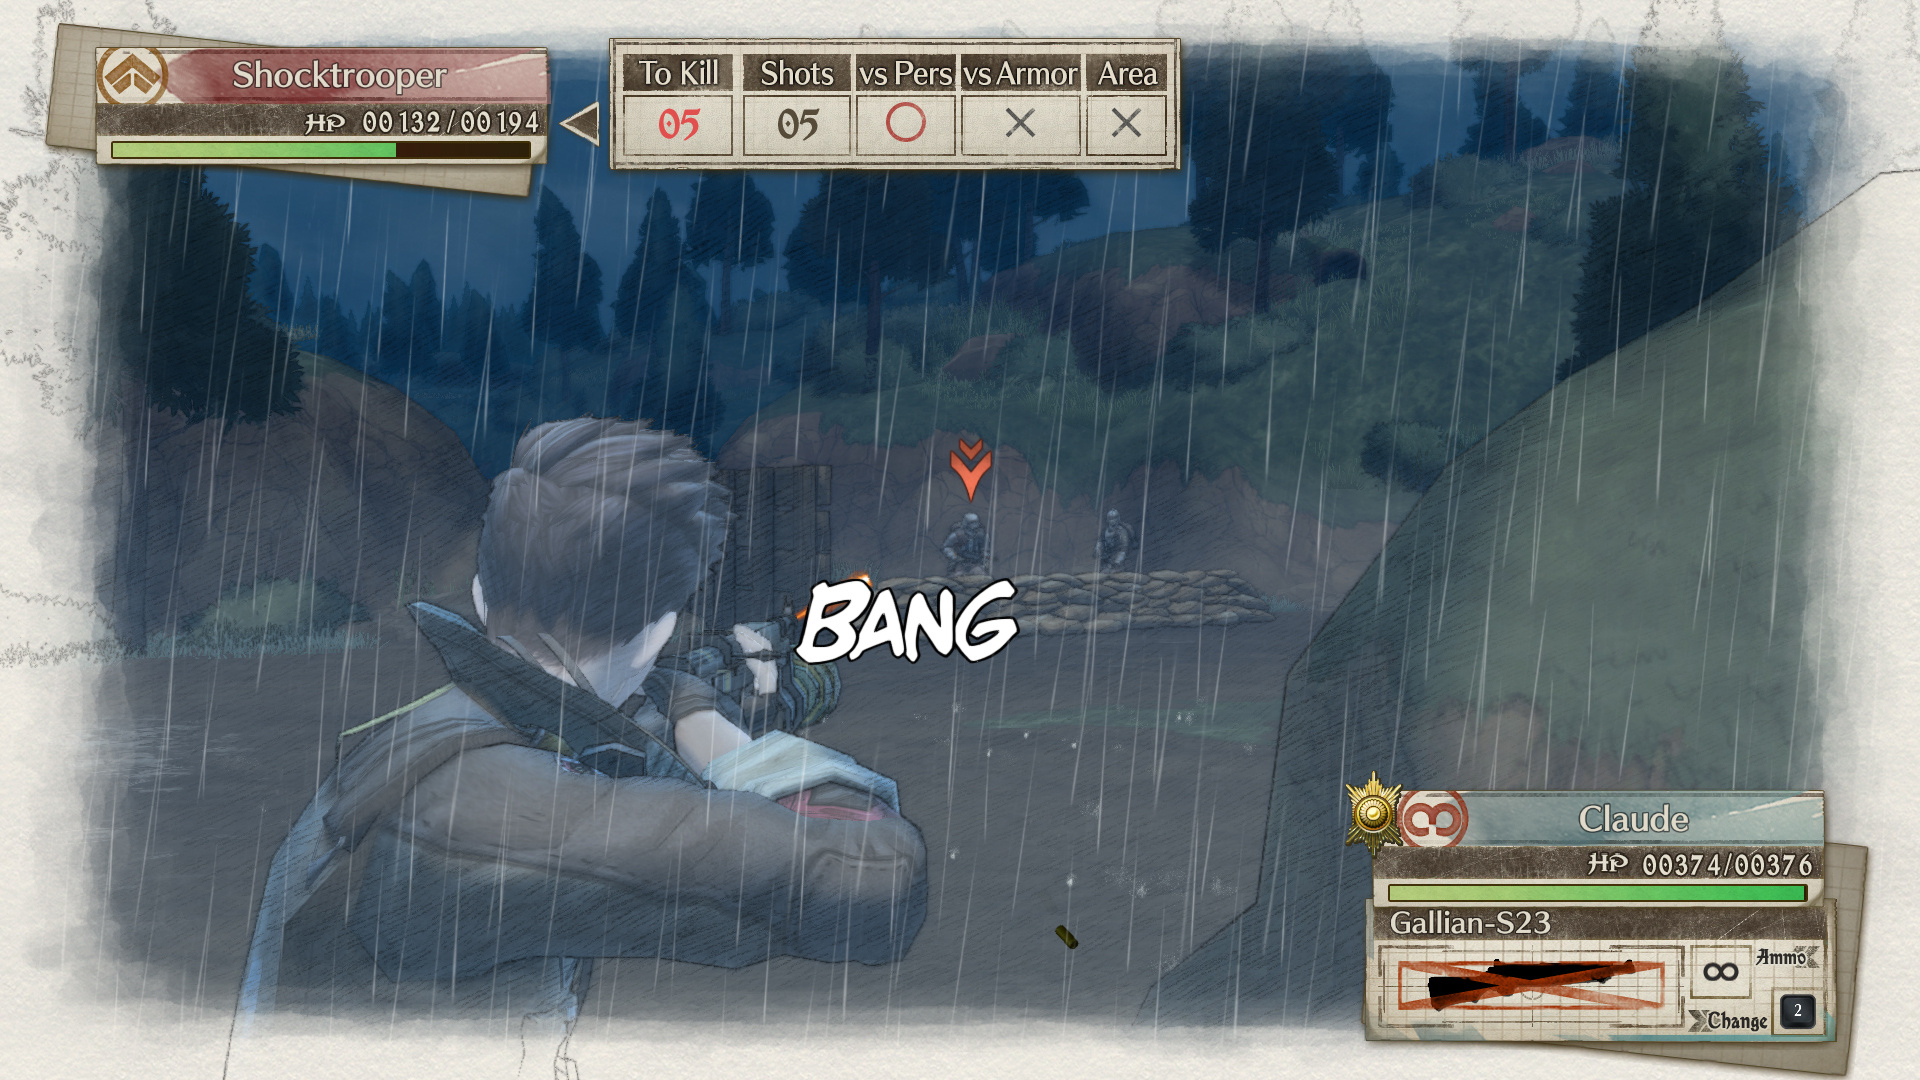 Shocktrooper
HP 00132/00194
To Kill Shots vs Pers vs Armor Area
05 05
BANG
Claude
HP 00374/00376
Gallian-S23
∞ Ammo
Change 2